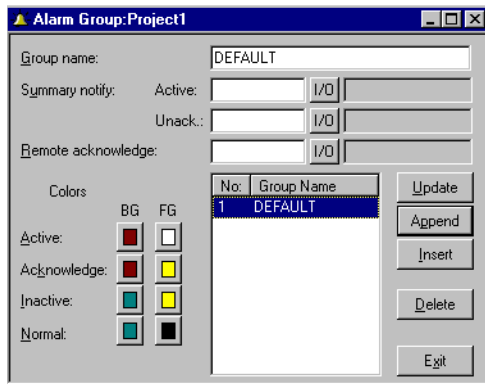 Alarm Group:Project1
Group name: DEFAULT
Summary notify: Active: I/O
Unack.: I/O
Remote acknowledge: I/O
Colors
BG FG
Active:
Acknowledge:
Inactive:
Normal:
No: Group Name
1 DEFAULT
Update
Append
Insert
Delete
Exit